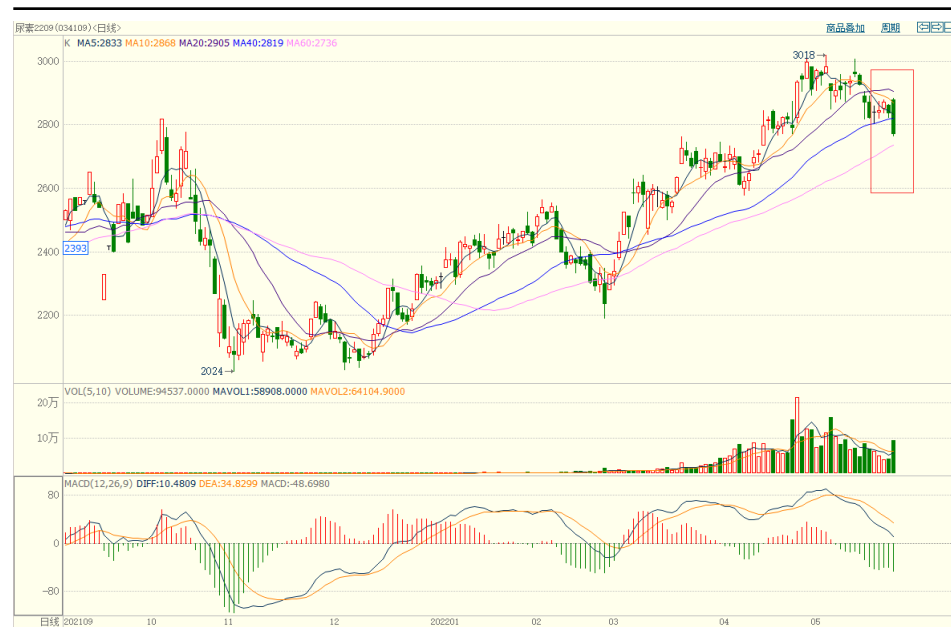 尿素2209(034109)<日线>
商品叠加 周期
K MA5:2833 MA10:2868 MA20:2905 MA40:2819 MA60:2736
3018
3000
2800
2600
2400
2393
T
2200
2024
VOL(5,10) VOLUME:94537.0000 MAVOL1:58908.0000 MAVOL2:64104.9000
20万
10万
MACD(12,26,9) DIFF:10.4809 DEA:34.8299 MACD:-48.6980
80
0
-80
日线 202109 10 11 12 202201 02 03 04 05